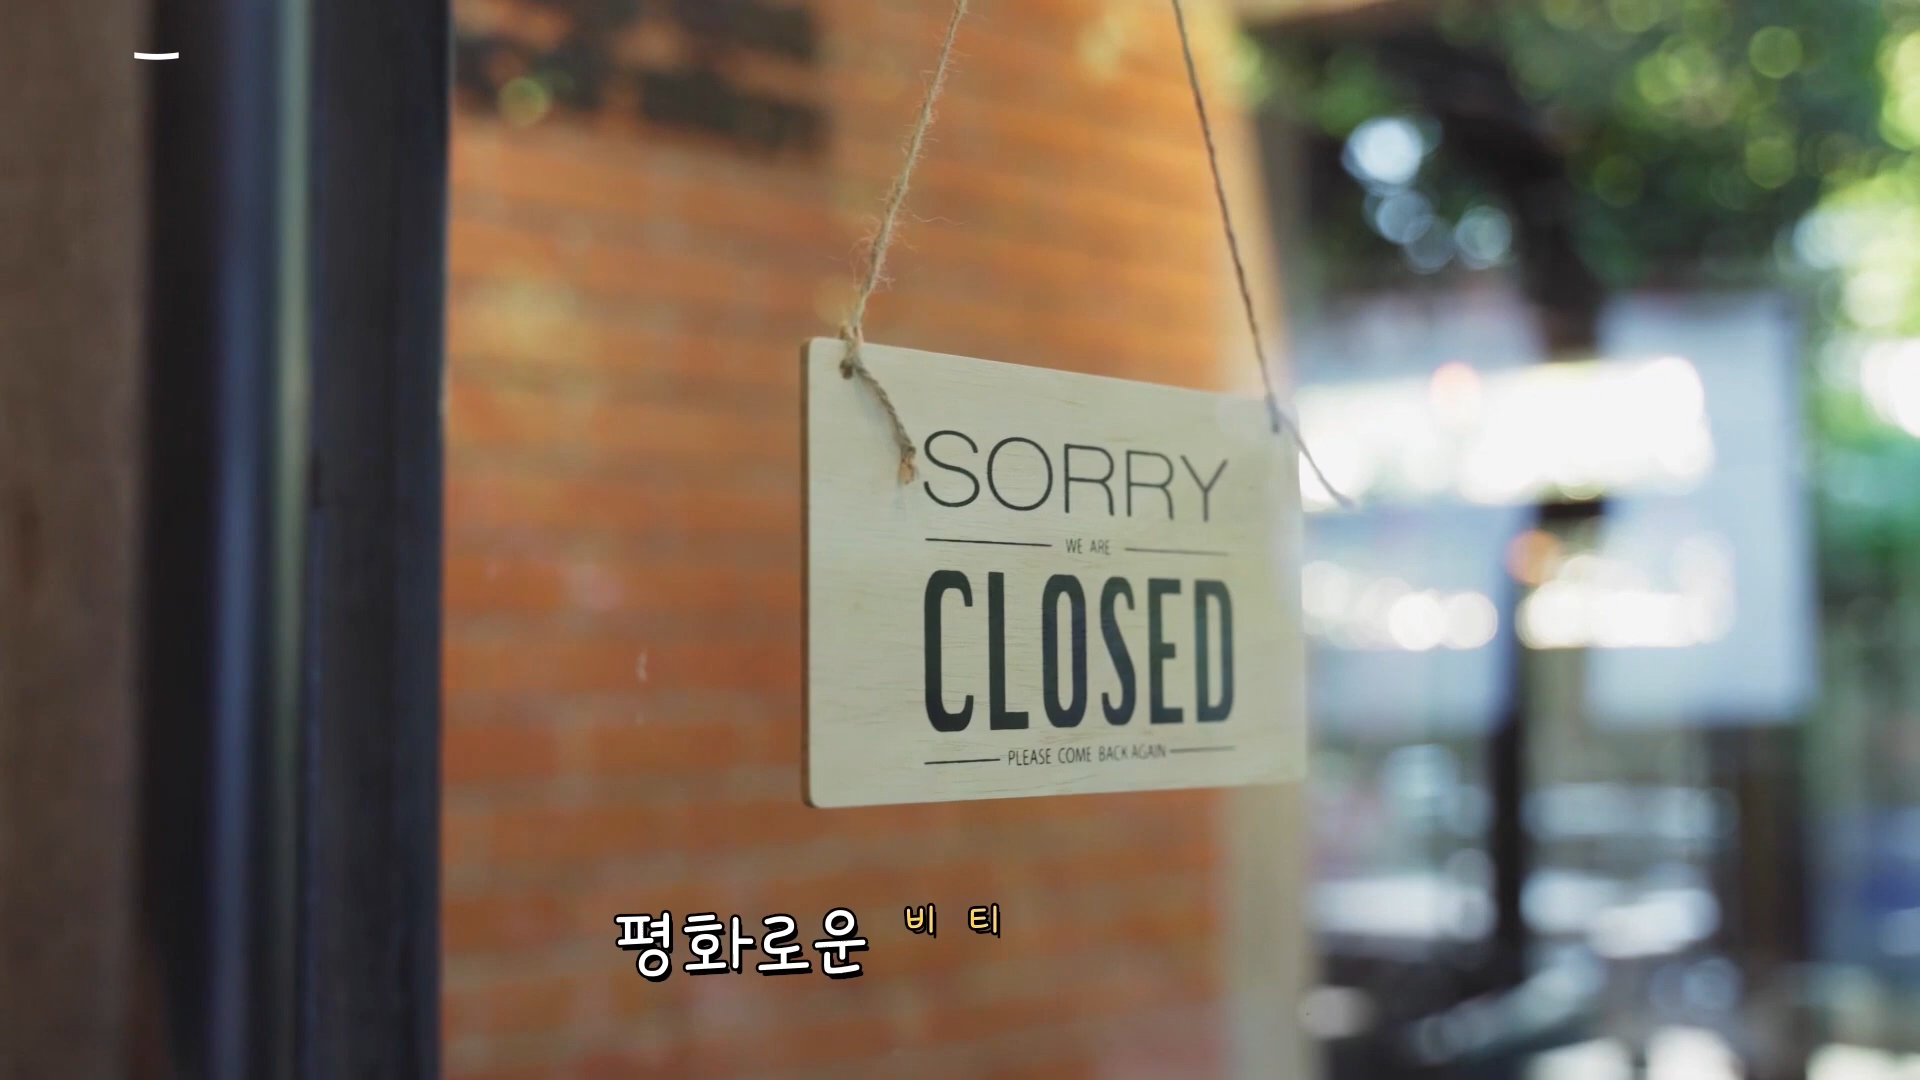 SORRY
WE ARE
CLOSED
PLEASE COME BACK AGAIN
평화로운 비 티